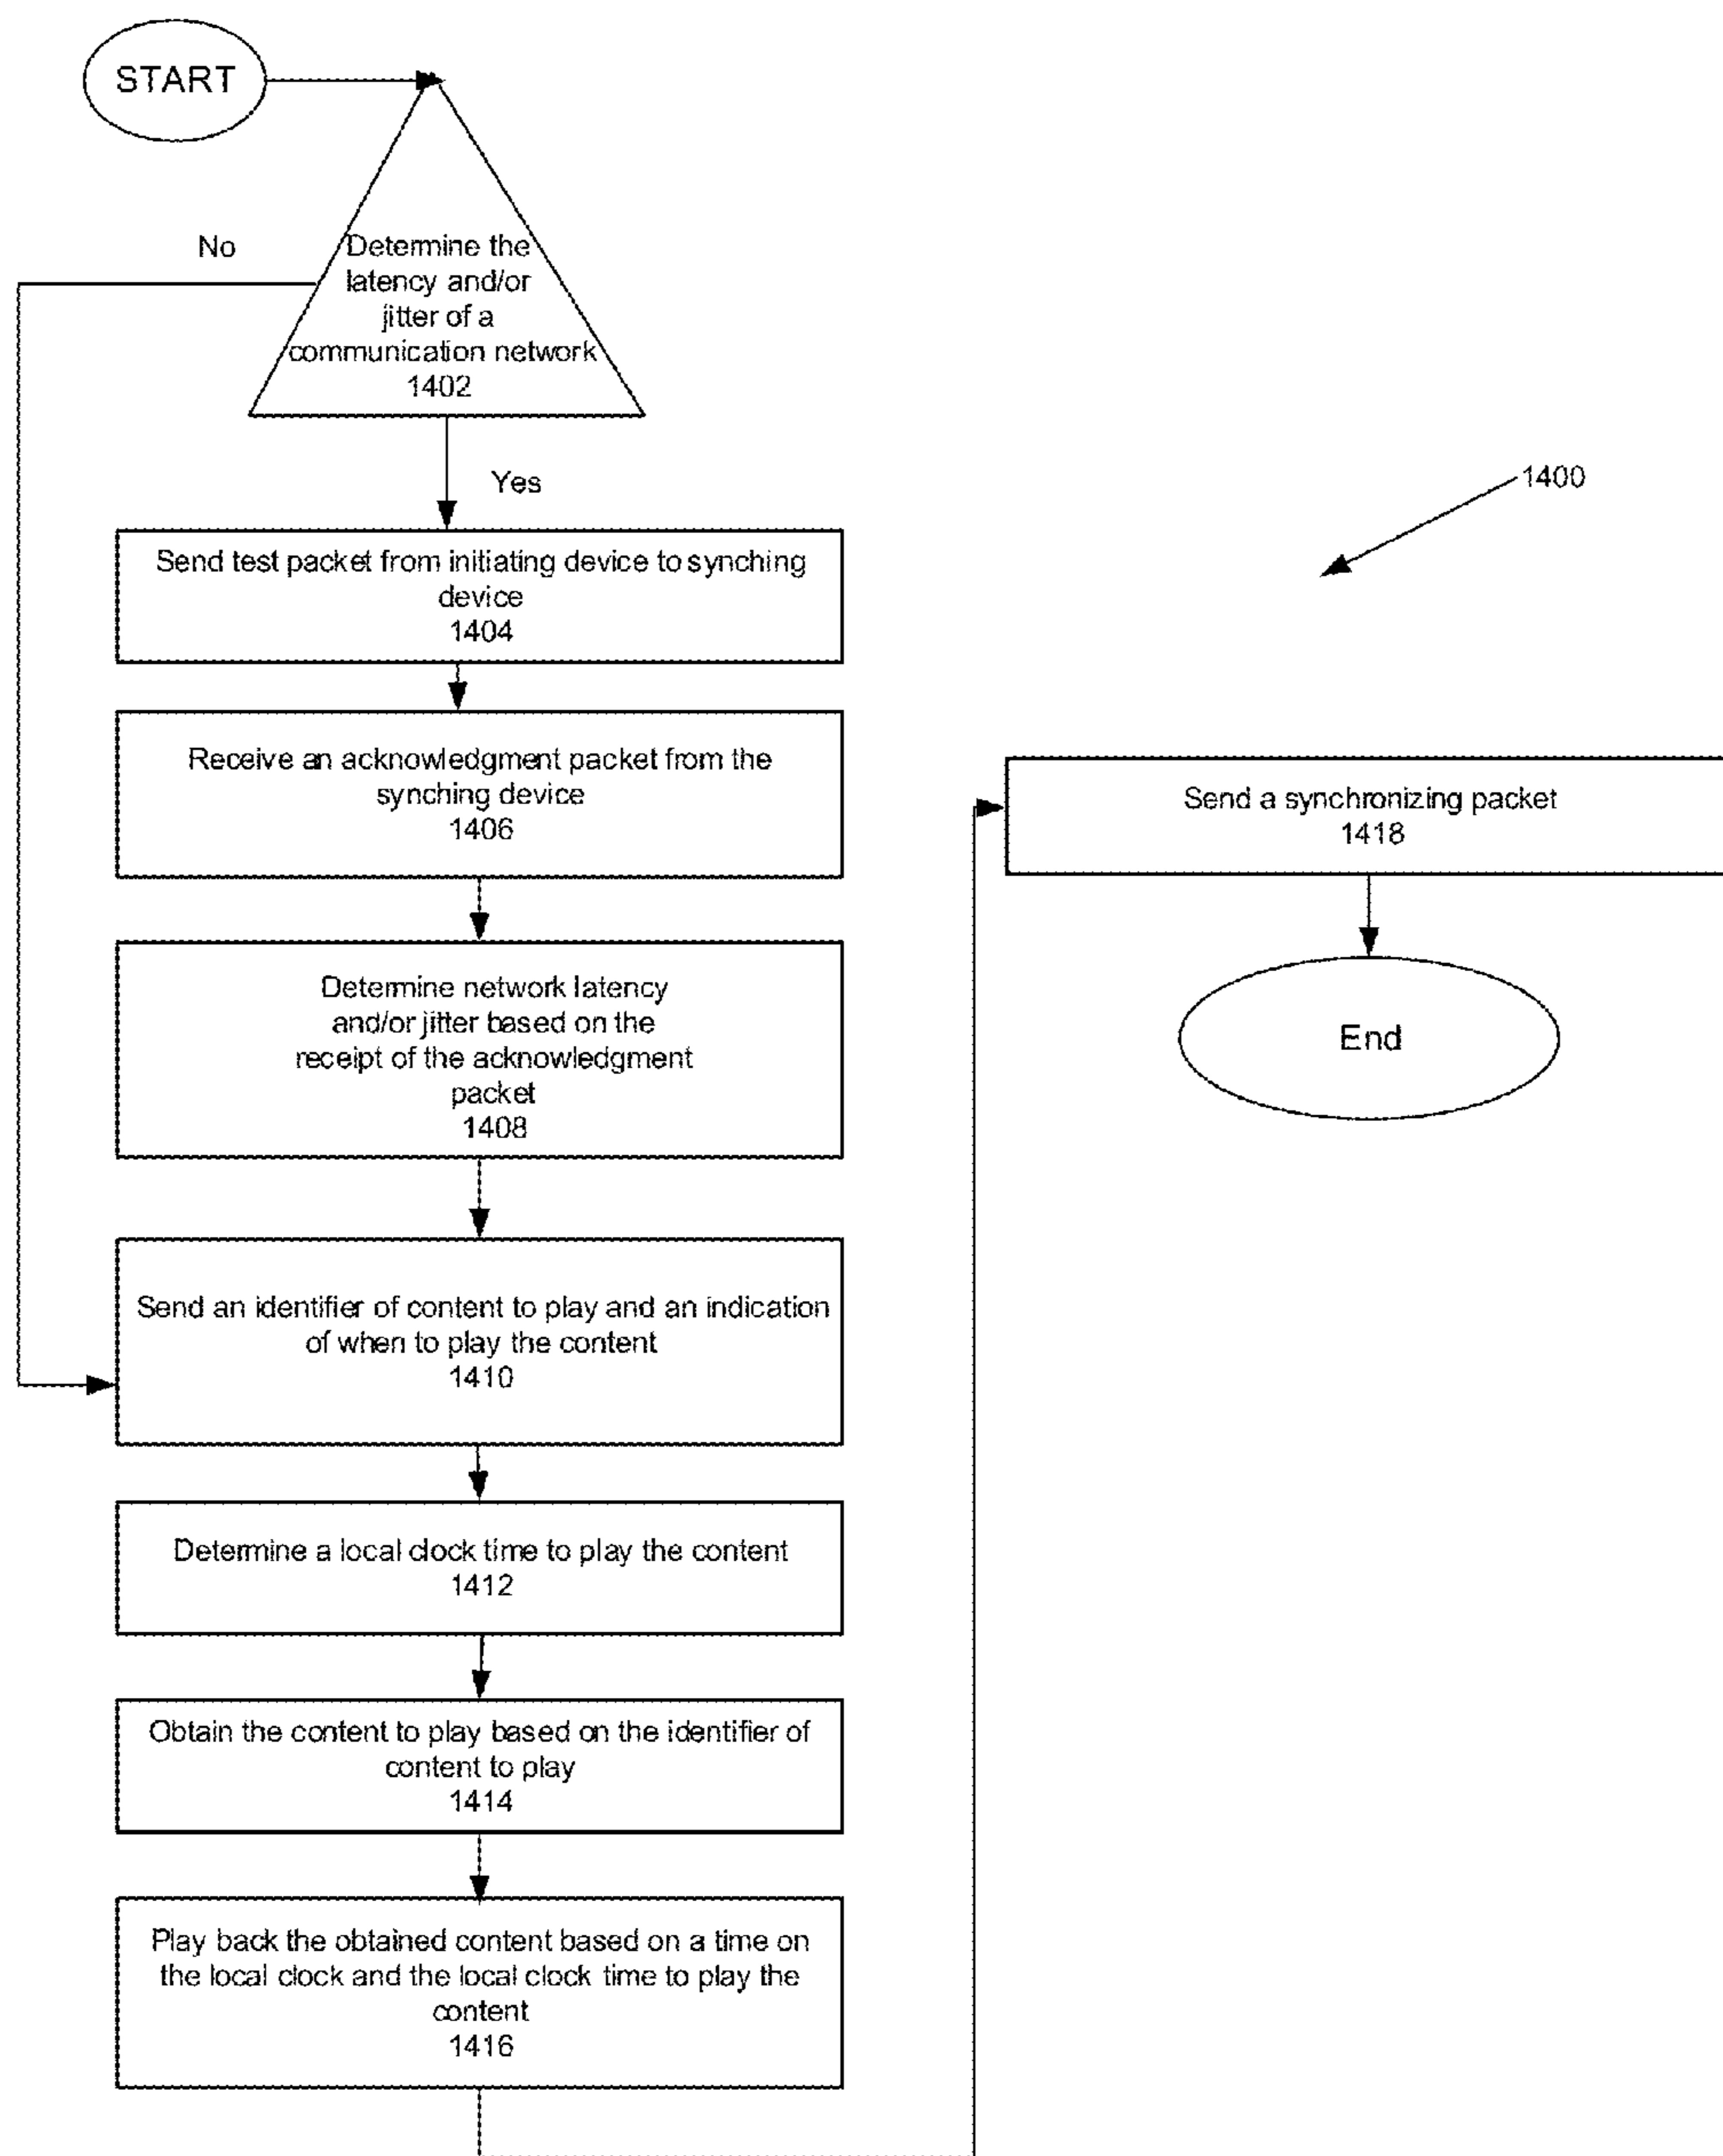 START
No
Determine the
latency and/or
jitter of a
communication network
1402
Yes
1400
Send test packet from initiating device to synching
device
1404
Receive an acknowledgment packet from the
synching device
1406
Determine network latency
and/or jitter based on the
receipt of the acknowledgment
packet
1408
Send an identifier of content to play and an indication
of when to play the content
1410
Determine a local clock time to play the content
1412
Obtain the content to play based on the identifier of
content to play
1414
Play back the obtained content based on a time on
the local clock and the local clock time to play the
content
1416
Send a synchronizing packet
1418
End